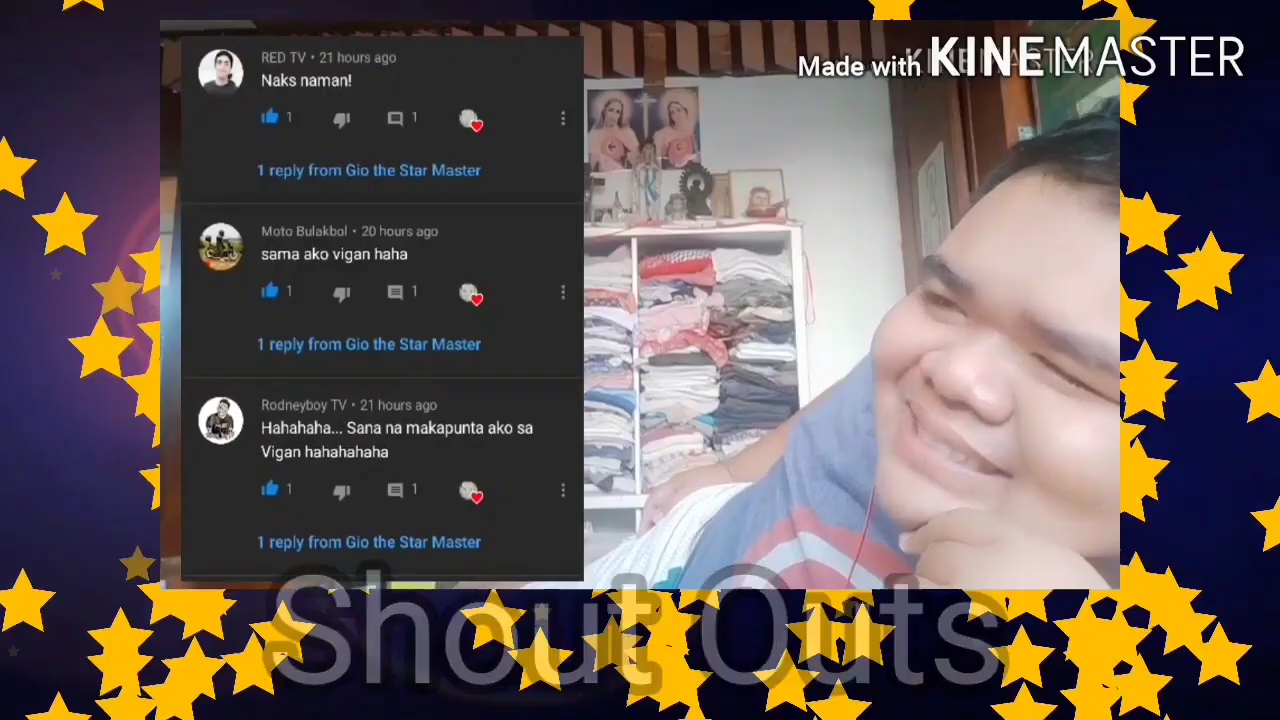 Made with KINEMASTER
RED TV • 21 hours ago
Naks naman!
1
1
1 reply from Gio the Star Master
Moto Bulakbol • 20 hours ago
sama ako vigan haha
1
1
1 reply from Gio the Star Master
Rodneyboy TV • 21 hours ago
Hahahaha... Sana na makapunta ako sa
Vigan hahahahaha
1
1
1 reply from Gio the Star Master
Shout Outs